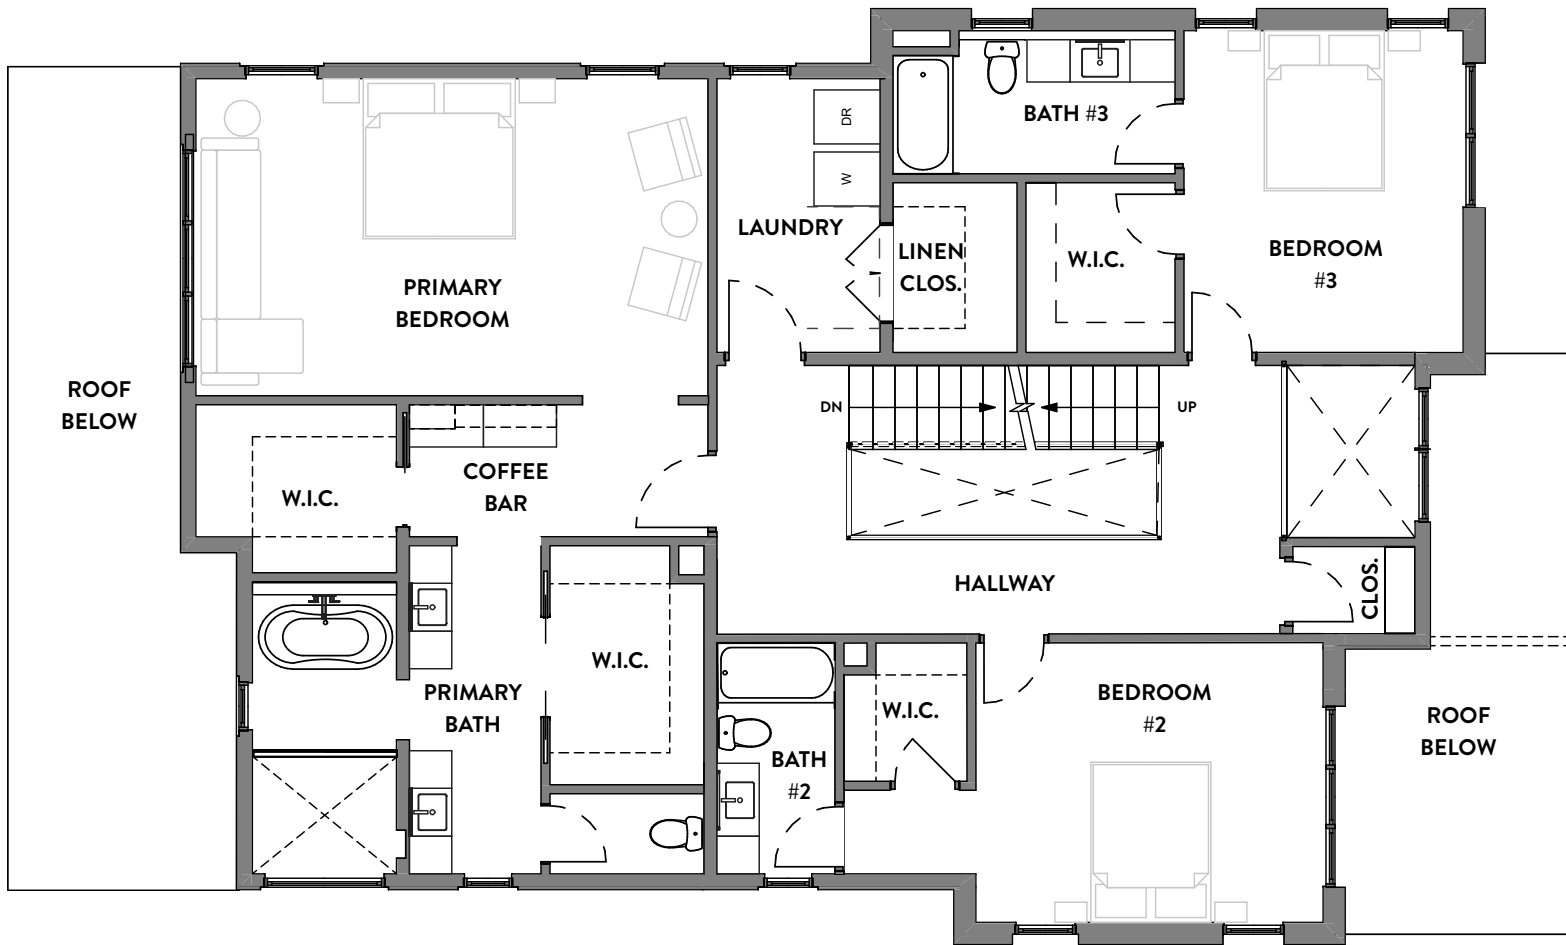 BATH #3
DR
W
LAUNDRY
LINEN
CLOS.
W.I.C.
BEDROOM
#3
PRIMARY
BEDROOM
ROOF
BELOW
DN
UP
COFFEE
BAR
W.I.C.
HALLWAY
CLOS.
W.I.C.
PRIMARY
BATH
W.I.C.
BEDROOM
#2
BATH
#2
ROOF
BELOW